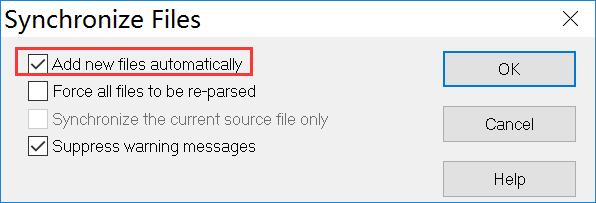 Synchronize Files
Add new files automatically
OK
Force all files to be re-parsed
Synchronize the current source file only
Cancel
Suppress warning messages
Help